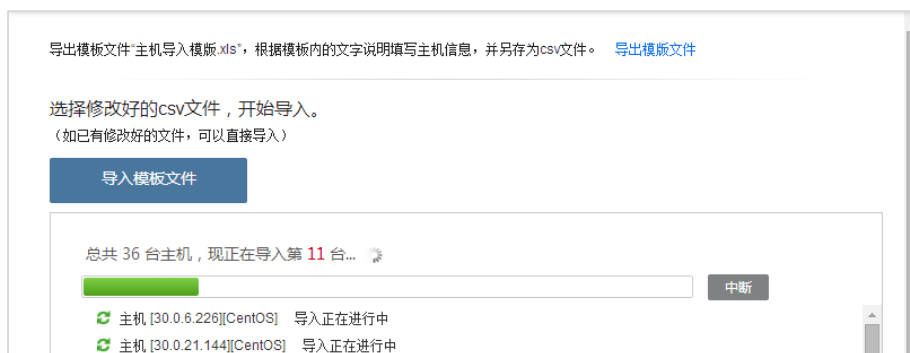 导出模板文件“主机导入模版.xls”，根据模板内的文字说明填写主机信息，并另存为csv文件。 导出模版文件
选择修改好的csv文件，开始导入。
（如已有修改好的文件，可以直接导入）
导入模板文件
总共 36 台主机，现正在导入第 11 台...
中断
主机 [30.0.6.226][CentOS] 导入正在进行中
主机 [30.0.21.144][CentOS] 导入正在进行中